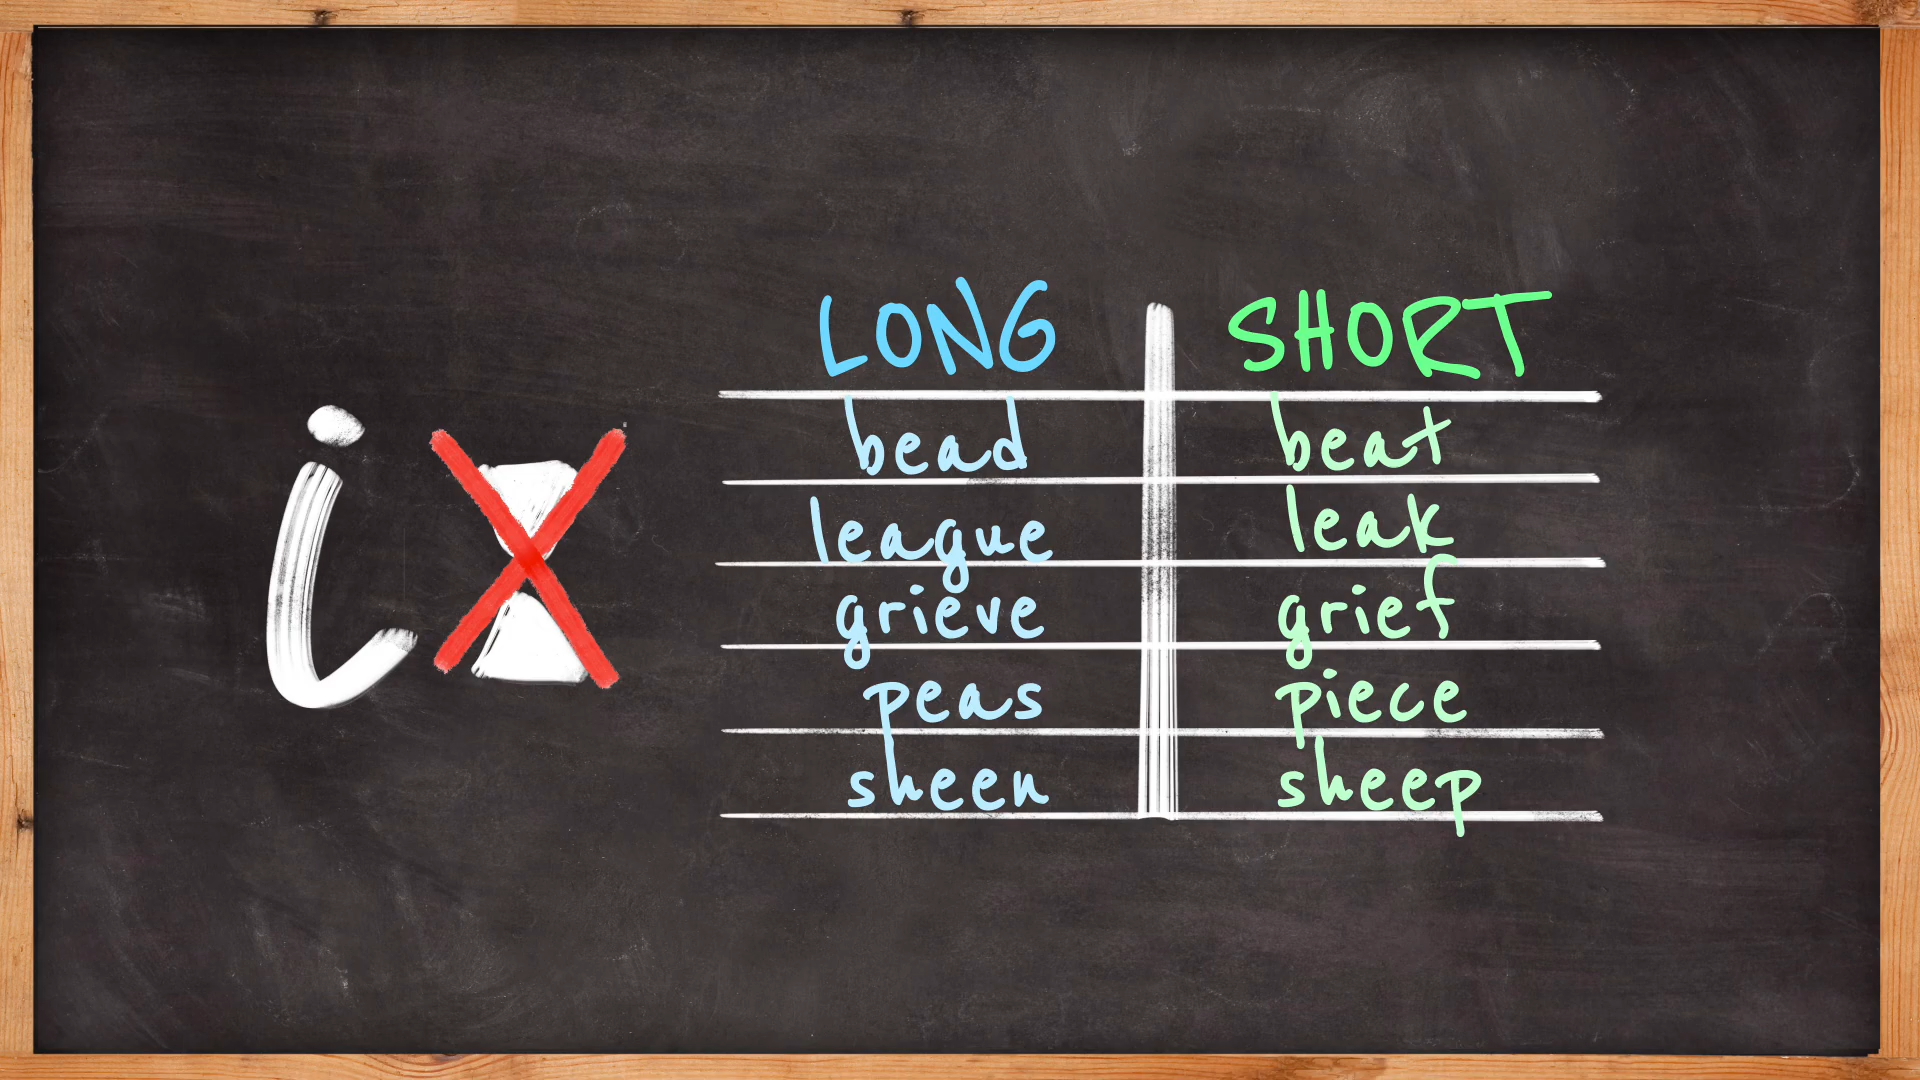 i
LONG SHORT
bead beat
league leak
grieve grief
peas piece
sheen sheep